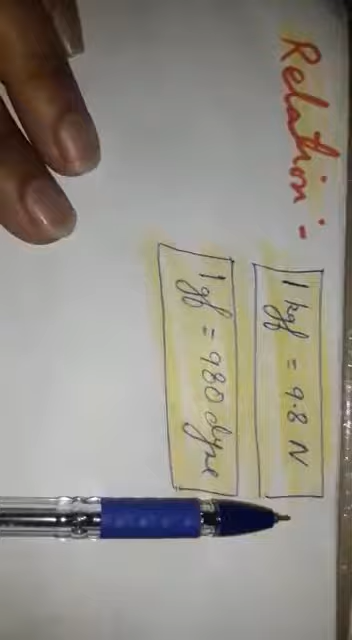 Relation :-
1 kgf = 9.8 N
1 gf = 980 dyne